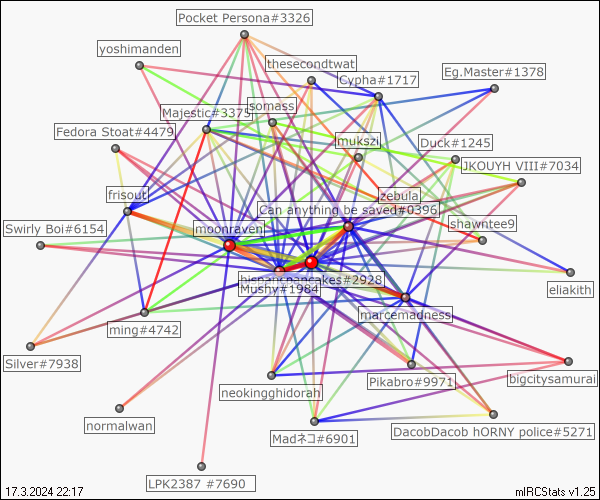 Pocket Persona#3326
yoshimanden
thesecondtwat
Cypha#1717
Eg.Master#1378
Majestic#3375
somass
Fedora Stoat#4479
mukszi
Duck#1245
JKOUYH VIII#7034
frisout
zebula
Can anything be saved#0396
shawntee9
Swirly Boi#6154
moonraven
pancakes#2928
Mushy#1984
eliakith
marcemadness
ming#4742
Silver#7938
Pikabro#9971
bigcitysamurai
neokingghidorah
normalwan
Madネコ#6901
DacobDacob hORNY police#5271
LPK2387 #7690
17.3.2024 22:17
mIRCStats v1.25